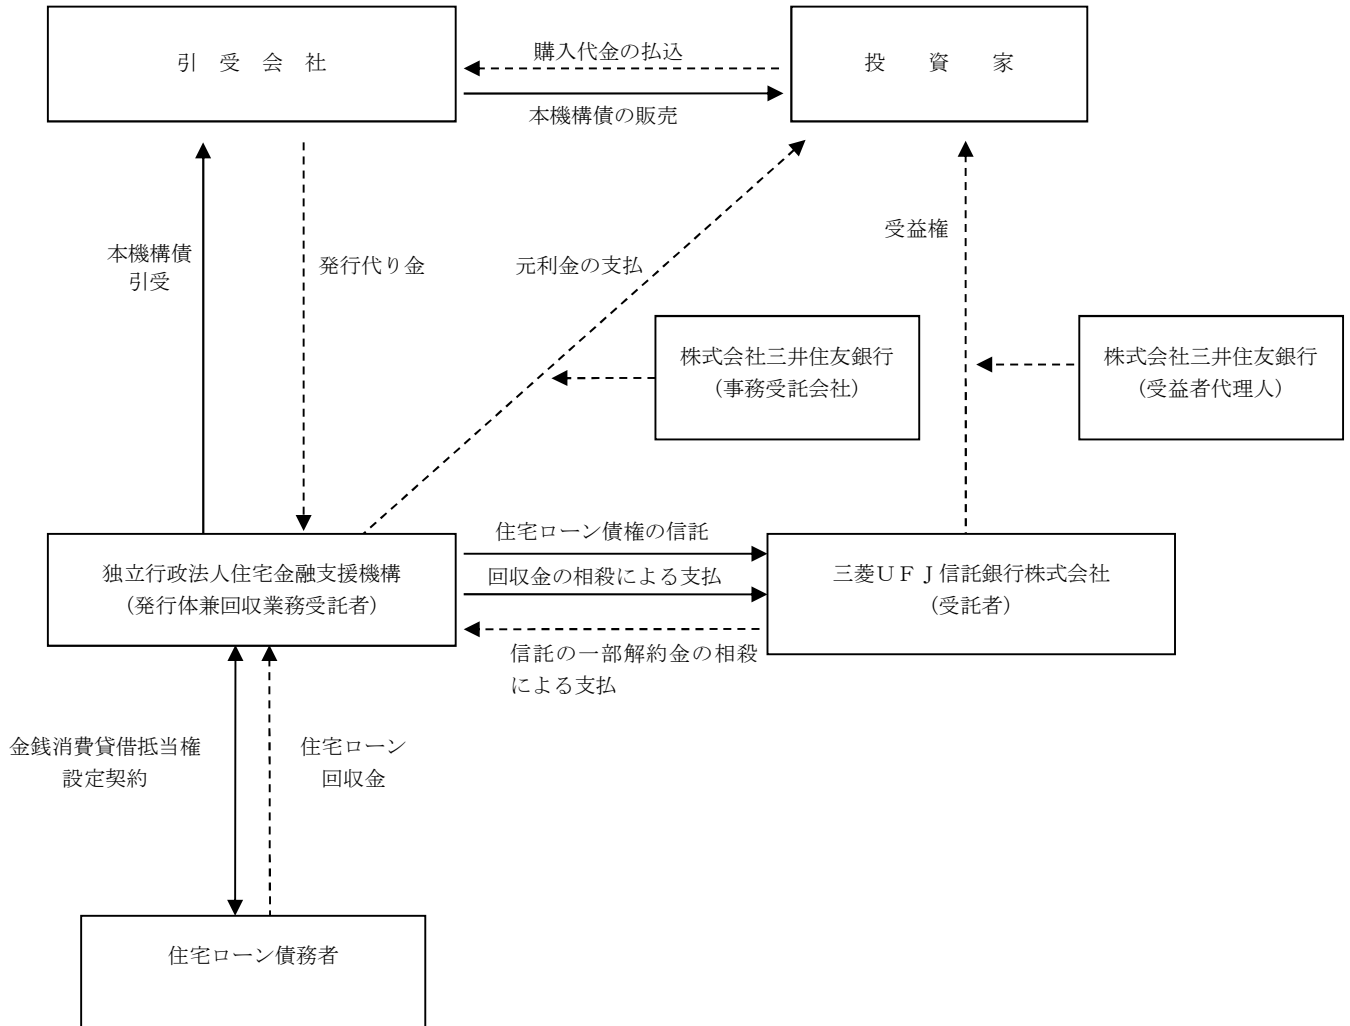 引　受　会　社
購入代金の払込
本機構債の販売
投　　資　　家
本機構債
引受
発行代り金
元利金の支払
受益権
株式会社三井住友銀行
（事務受託会社）
株式会社三井住友銀行
（受益者代理人）
独立行政法人住宅金融支援機構
（発行体兼回収業務受託者）
住宅ローン債権の信託
回収金の相殺による支払
信託の一部解約金の相殺
による支払
三菱ＵＦＪ信託銀行株式会社
（受託者）
金銭消費貸借抵当権
設定契約
住宅ローン
回収金
住宅ローン債務者